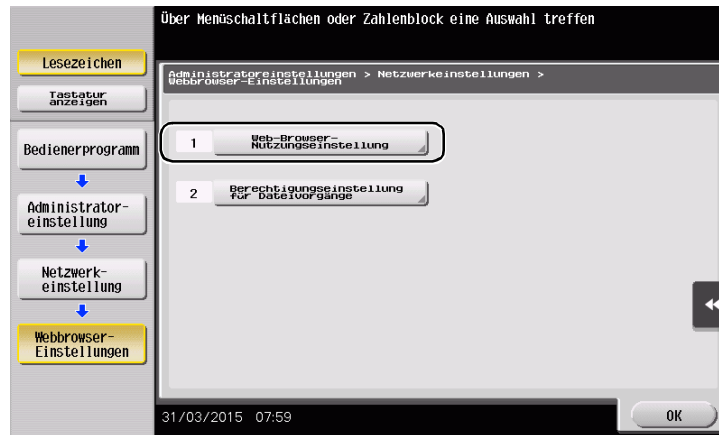 Über Menüschaltflächen oder Zahlenblock eine Auswahl treffen
Lesezeichen
Tastatur
anzeigen
Bedienerprogramm
Administrator-
einstellung
Netzwerk-
einstellung
Webbrowser-
Einstellungen
Administratoreinstellungen > Netzwerkeinstellungen >
Webbrowser-Einstellungen
1 Web-Browser-
Nutzungseinstellung
2 Berechtigungseinstellung
für Dateivorgänge
31/03/2015 07:59
OK